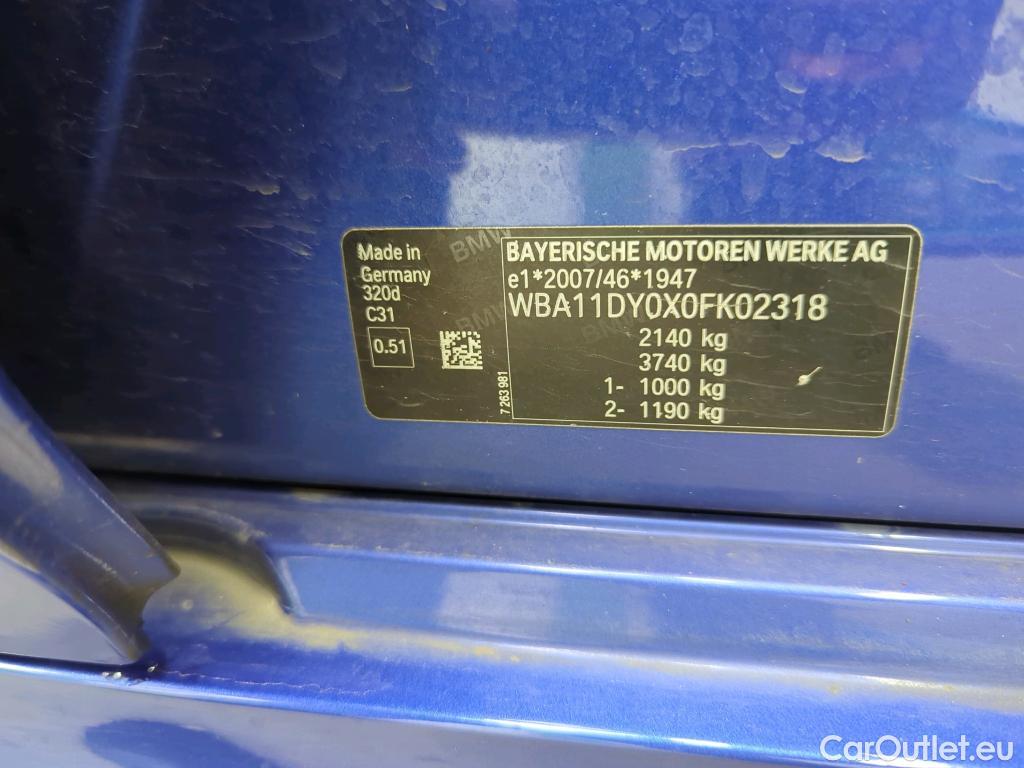 Made in
Germany
320d
C31
0.51
7 263 981
BMW
BAYERISCHE MOTOREN WERKE AG
e1*2007/46*1947
WBA11DY0X0FK02318
2140 kg
3740 kg
1- 1000 kg
2- 1190 kg
CarOutlet.eu